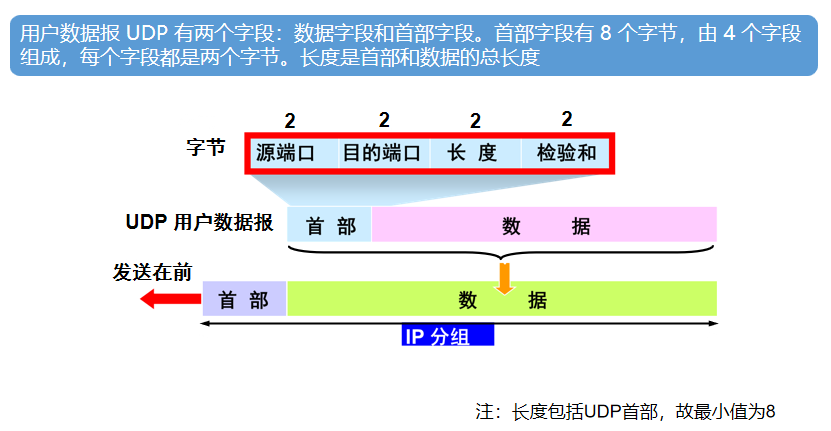 用户数据报 UDP 有两个字段：数据字段和首部字段。首部字段有 8 个字节，由 4 个字段
组成，每个字段都是两个字节。长度是首部和数据的总长度
2 2 2 2
字节 源端口 目的端口 长 度 检验和
UDP 用户数据报 首 部 数 据
发送在前
首 部 数 据
IP 分组
注：长度包括UDP首部，故最小值为8